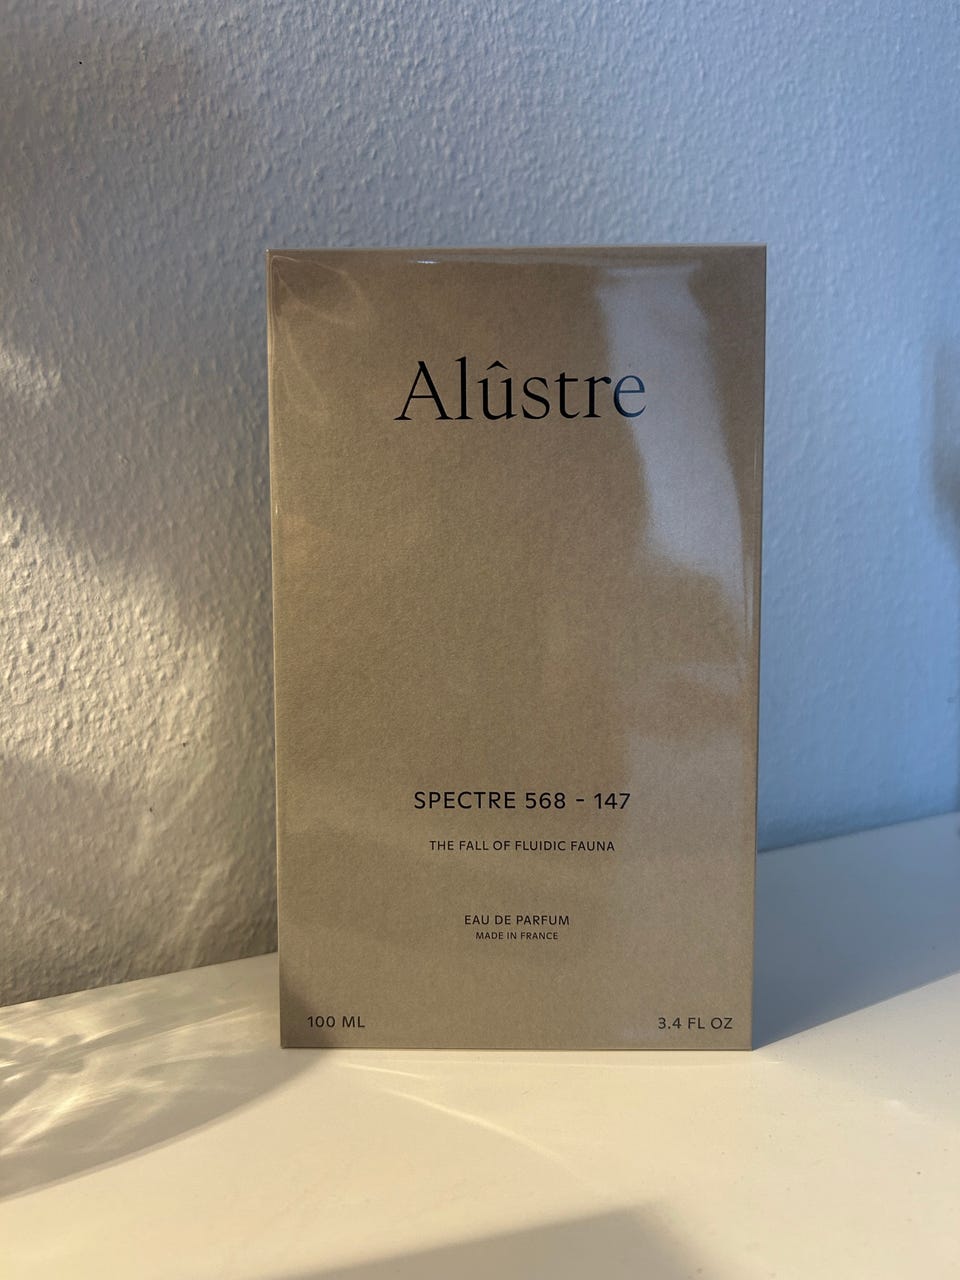 Alûstre
SPECTRE 568 - 147
THE FALL OF FLUIDIC FAUNA
EAU DE PARFUM
MADE IN FRANCE
100 ML
3.4 FL OZ